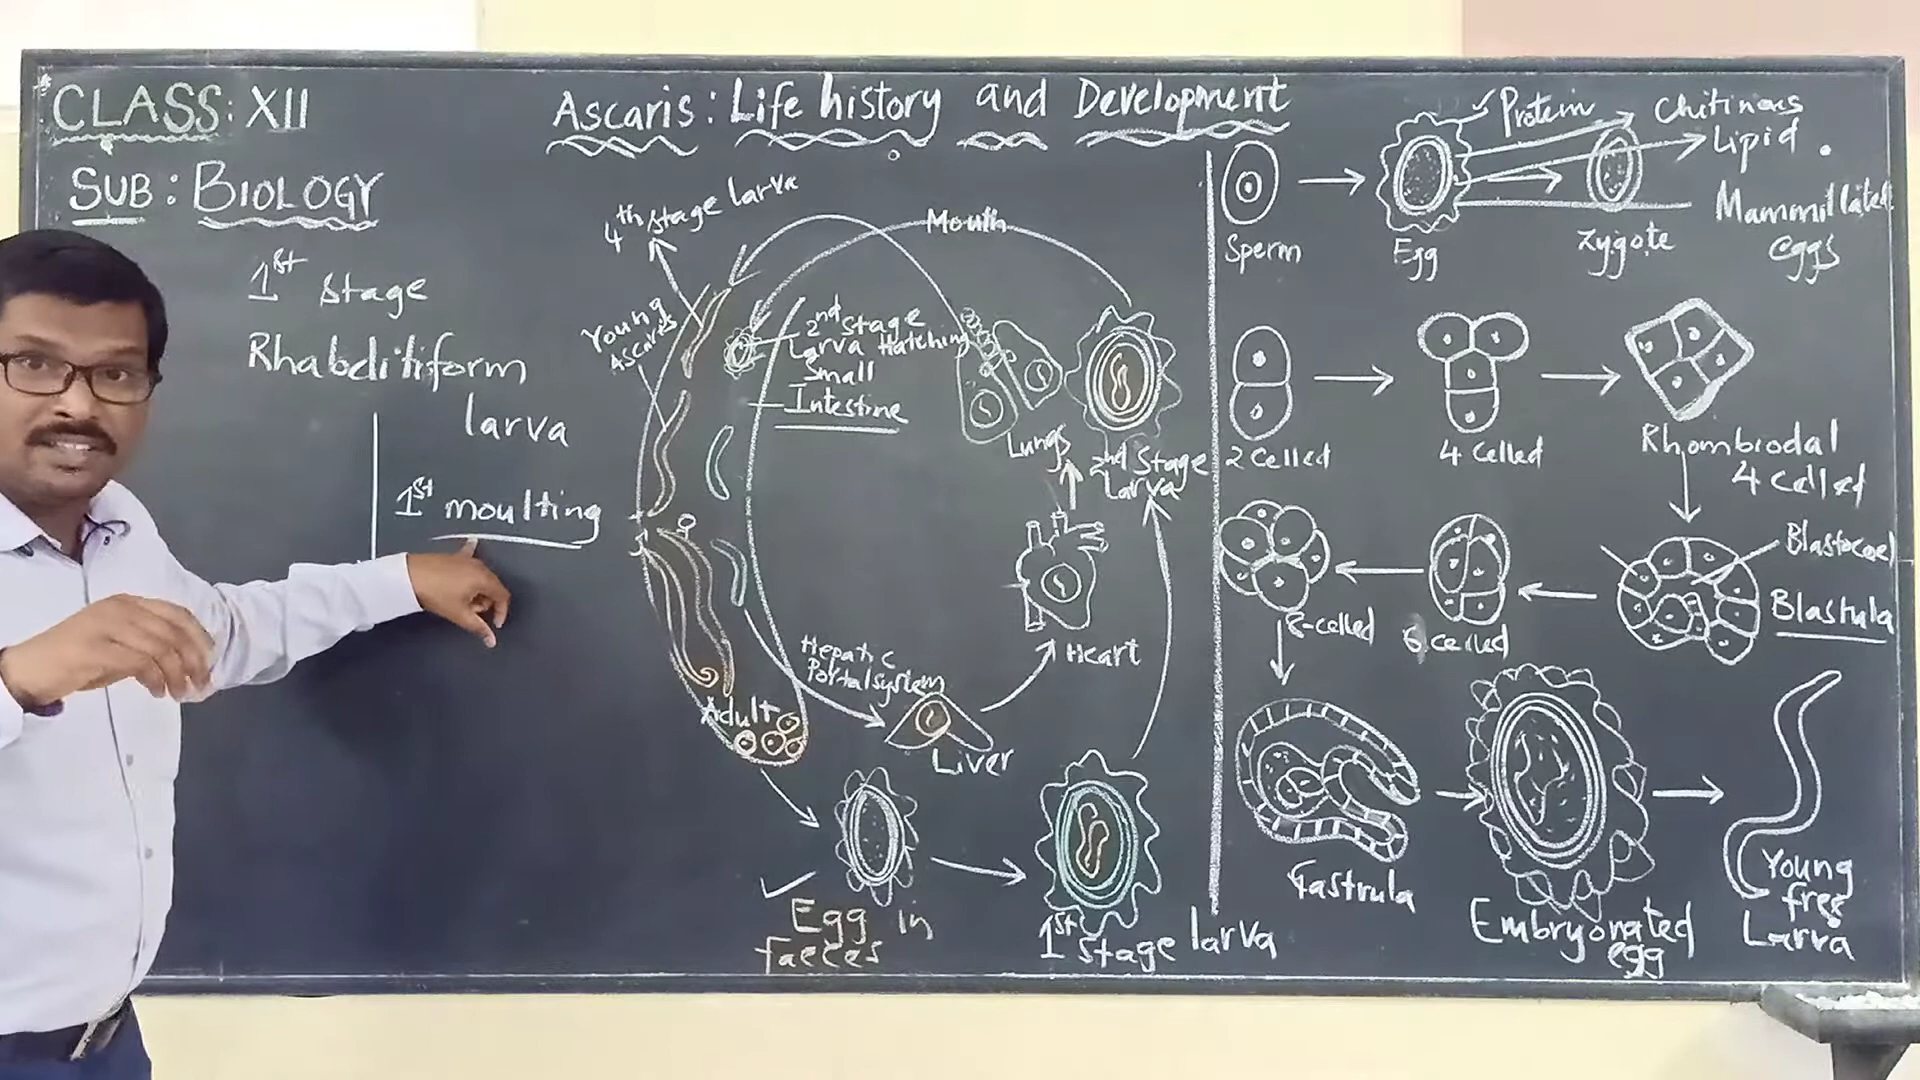 CLASS: XII
SUB: BIOLOGY
1st stage
Rhabditiform
larva
1st moulting
Ascaris: Life history and Development
4th stage larva
Mouth
Young
Ascaris
2nd stage
Larva Hatching
Small
Intestine
Lungs
2nd Stage
Larva
Heart
Hepatic
Portal system
Liver
Adult
Egg in
faeces
1st stage larva
Protein
Chitinous
Lipid
Mammillated
eggs
Sperm
Egg
Zygote
2 Celled
4 Celled
Rhombiodal
4 celled
Blastocoel
Blastula
6 celled
8-celled
Gastrula
Embryonated
egg
Young
free
Larva